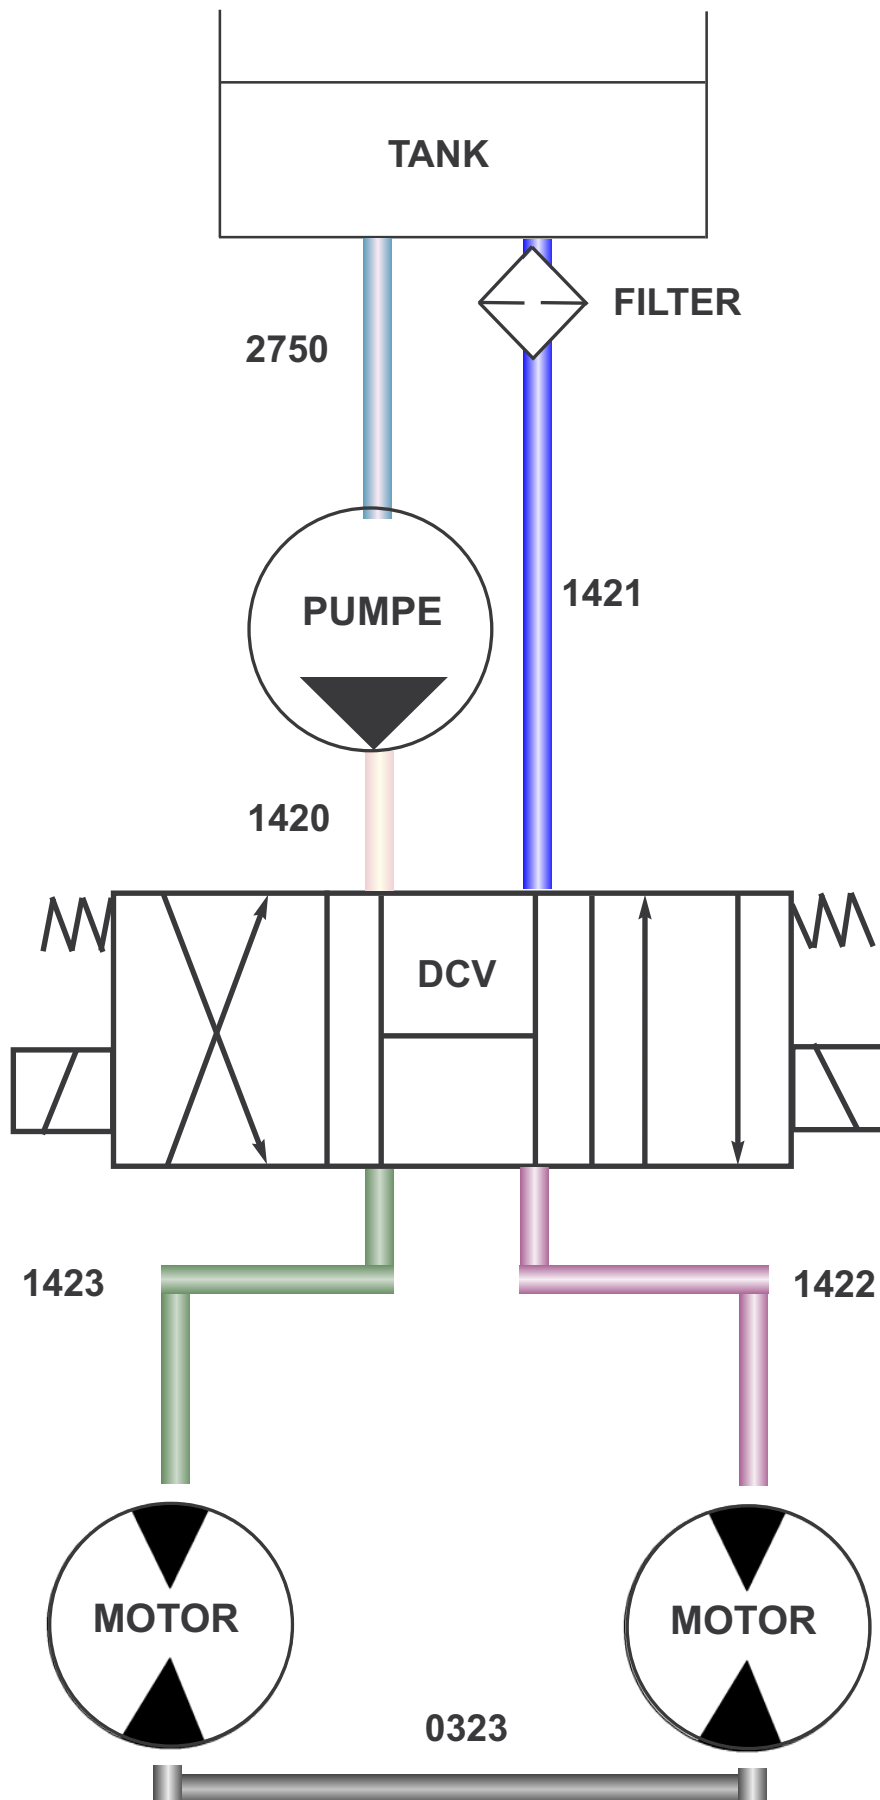 TANK
FILTER
2750
1421
PUMPE
1420
DCV
1423
1422
MOTOR
MOTOR
0323